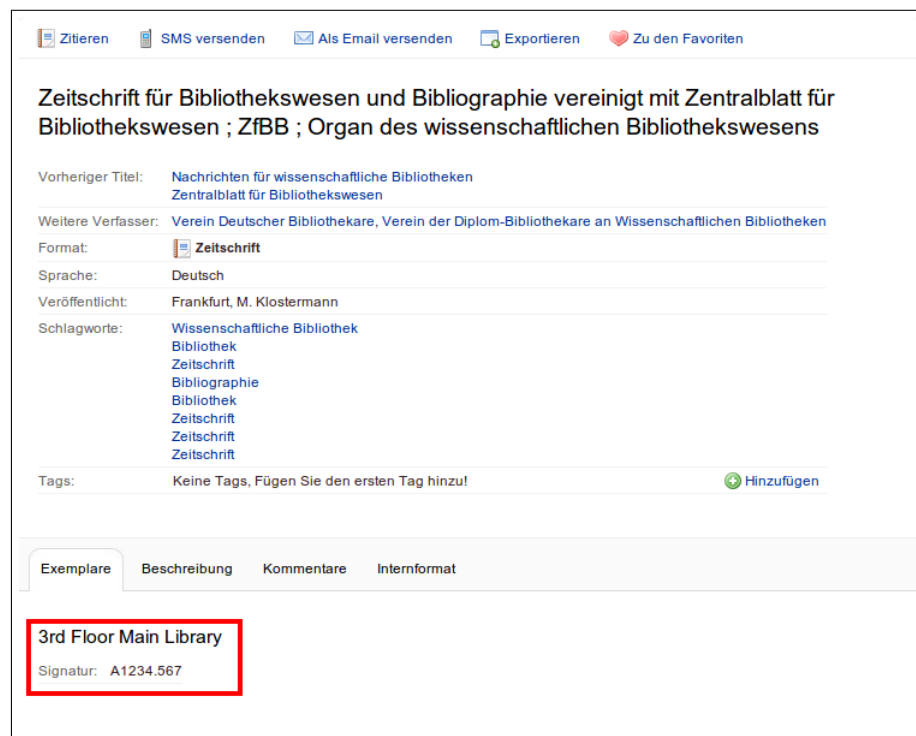 Zitieren SMS versenden Als Email versenden Exportieren Zu den Favoriten
Zeitschrift für Bibliothekswesen und Bibliographie vereinigt mit Zentralblatt für
Bibliothekswesen ; ZfBB ; Organ des wissenschaftlichen Bibliothekswesens
Vorheriger Titel: Nachrichten für wissenschaftliche Bibliotheken
Zentralblatt für Bibliothekswesen
Weitere Verfasser: Verein Deutscher Bibliothekare, Verein der Diplom-Bibliothekare an Wissenschaftlichen Bibliotheken
Format: Zeitschrift
Sprache: Deutsch
Veröffentlicht: Frankfurt, M. Klostermann
Schlagworte: Wissenschaftliche Bibliothek
Bibliothek
Zeitschrift
Bibliographie
Bibliothek
Zeitschrift
Zeitschrift
Zeitschrift
Tags: Keine Tags, Fügen Sie den ersten Tag hinzu! Hinzufügen
Exemplare Beschreibung Kommentare Internformat
3rd Floor Main Library
Signatur: A1234.567